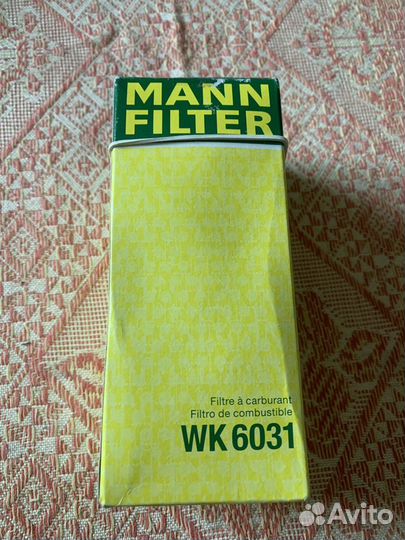 MANN
FILTER
Filtre à carburant
Filtro de combustible
WK 6031
Avito